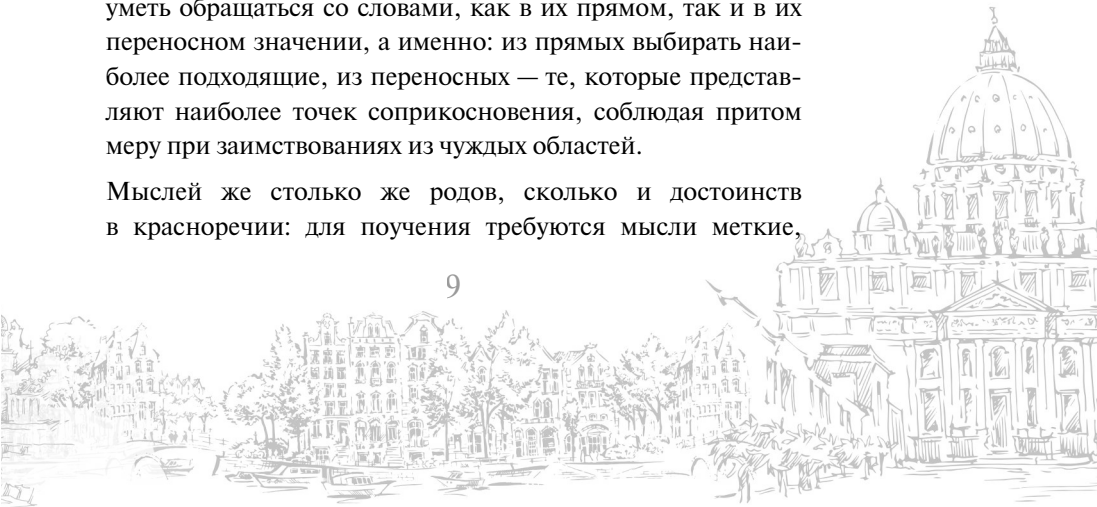 уметь обращаться со словами, как в их прямом, так и в их
переносном значении, а именно: из прямых выбирать наи-
более подходящие, из переносных — те, которые представ-
ляют наиболее точек соприкосновения, соблюдая притом
меру при заимствованиях из чуждых областей.
Мыслей же столько же родов, сколько и достоинств
в красноречии: для поучения требуются мысли меткие,
9